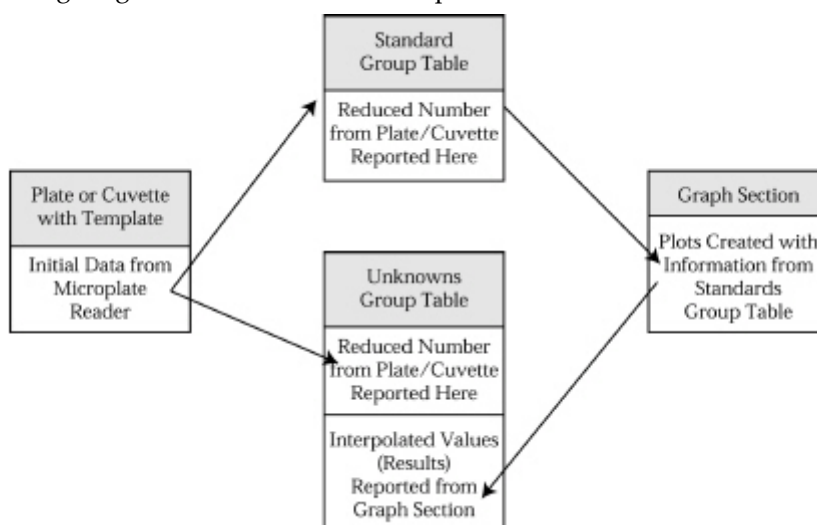 Standard
Group Table
Reduced Number
from Plate/Cuvette
Reported Here
Plate or Cuvette
with Template
Initial Data from
Microplate
Reader
Unknowns
Group Table
Reduced Number
from Plate/Cuvette
Reported Here
Interpolated Values
(Results)
Reported from
Graph Section
Graph Section
Plots Created with
Information from
Standards
Group Table